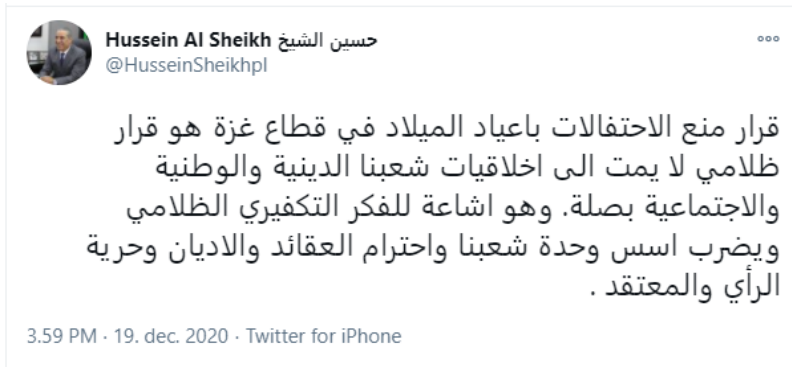 Hussein Al Sheikh حسين الشيخ
@HusseinSheikhpl
قرار منع الاحتفالات باعياد الميلاد في قطاع غزة هو قرار
ظلامي لا يمت الى اخلاقيات شعبنا الدينية والوطنية
والاجتماعية بصلة. وهو اشاعة للفكر التكفيري الظلامي
ويضرب اسس وحدة شعبنا واحترام العقائد والاديان وحرية
الرأي والمعتقد .
3.59 PM · 19. dec. 2020 · Twitter for iPhone